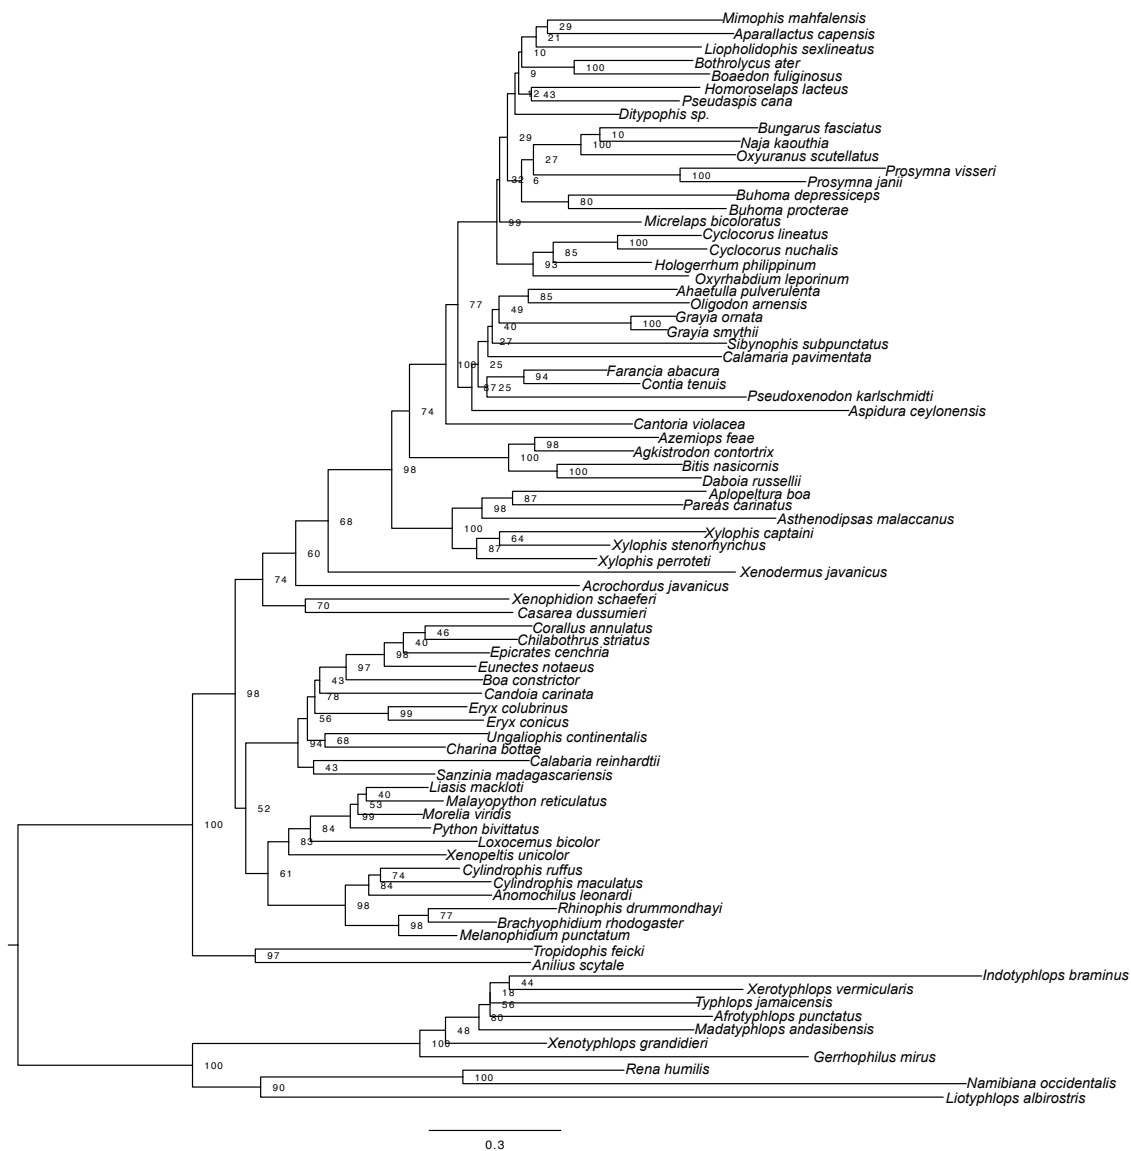 Mimophis mahfalensis
29
Aparallactus capensis
21
Liopholidophis sexlineatus
10
Bothrolycus ater
100
9
Boaedon fuliginosus
Homoroselaps lacteus
12 43
Pseudaspis cana
Ditypophis sp.
Bungarus fasciatus
10
29
Naja kaouthia
100
Oxyuranus scutellatus
27
Prosymna visseri
100
32
6
Prosymna janii
Buhoma depressiceps
80
Buhoma procterae
99
Micrelaps bicoloratus
Cyclocorus lineatus
100
Cyclocorus nuchalis
85
93
Hologerrhum philippinum
Oxyrhabdium leporinum
Ahaetulla pulverulenta
85
77
Oligodon arnensis
49
Grayia ornata
100
40
Grayia smythii
27
Sibynophis subpunctatus
Calamaria pavimentata
100
25
Farancia abacura
94
Contia tenuis
87 25
Pseudoxenodon karlschmidti
74
Aspidura ceylonensis
Cantoria violacea
Azemiops feae
98
Agkistrodon contortrix
100
Bitis nasicornis
98
100
Daboia russellii
Aplopeltura boa
87
Pareas carinatus
98
Asthenodipsas malaccanus
68
100
Xylophis captaini
64
Xylophis stenorhynchus
87
60
Xylophis perroteti
Xenodermus javanicus
74
Acrochordus javanicus
Xenophidion schaeferi
70
Casarea dussumieri
Corallus annulatus
46
Chilabothrus striatus
40
Epicrates cenchria
98
Eunectes notaeus
97
Boa constrictor
43
98
Candoia carinata
78
Eryx colubrinus
99
56
Eryx conicus
Ungaliophis continentalis
94
68
Charina bottae
Calabaria reinhardtii
43
Sanzinia madagascariensis
Liasis mackloti
40
Malayopython reticulatus
53
52
Morelia viridis
99
100
84
Python bivittatus
83
Loxocemus bicolor
Xenopeltis unicolor
61
Cylindrophis ruffus
74
Cylindrophis maculatus
84
Anomochilus leonardi
98
Rhinophis drummondhayi
77
Brachyophidium rhodogaster
98
Melanophidium punctatum
Tropidophis feicki
97
Anilius scytale
Indotyphlops braminus
44
Xerotyphlops vermicularis
18
Typhlops jamaicensis
56
Afrotyphlops punctatus
80
Madatyphlops andasibensis
48
Xenotyphlops grandidieri
100
Gerrhophilus mirus
100
Rena humilis
100
Namibiana occidentalis
90
Liotyphlops albirostris
0.3